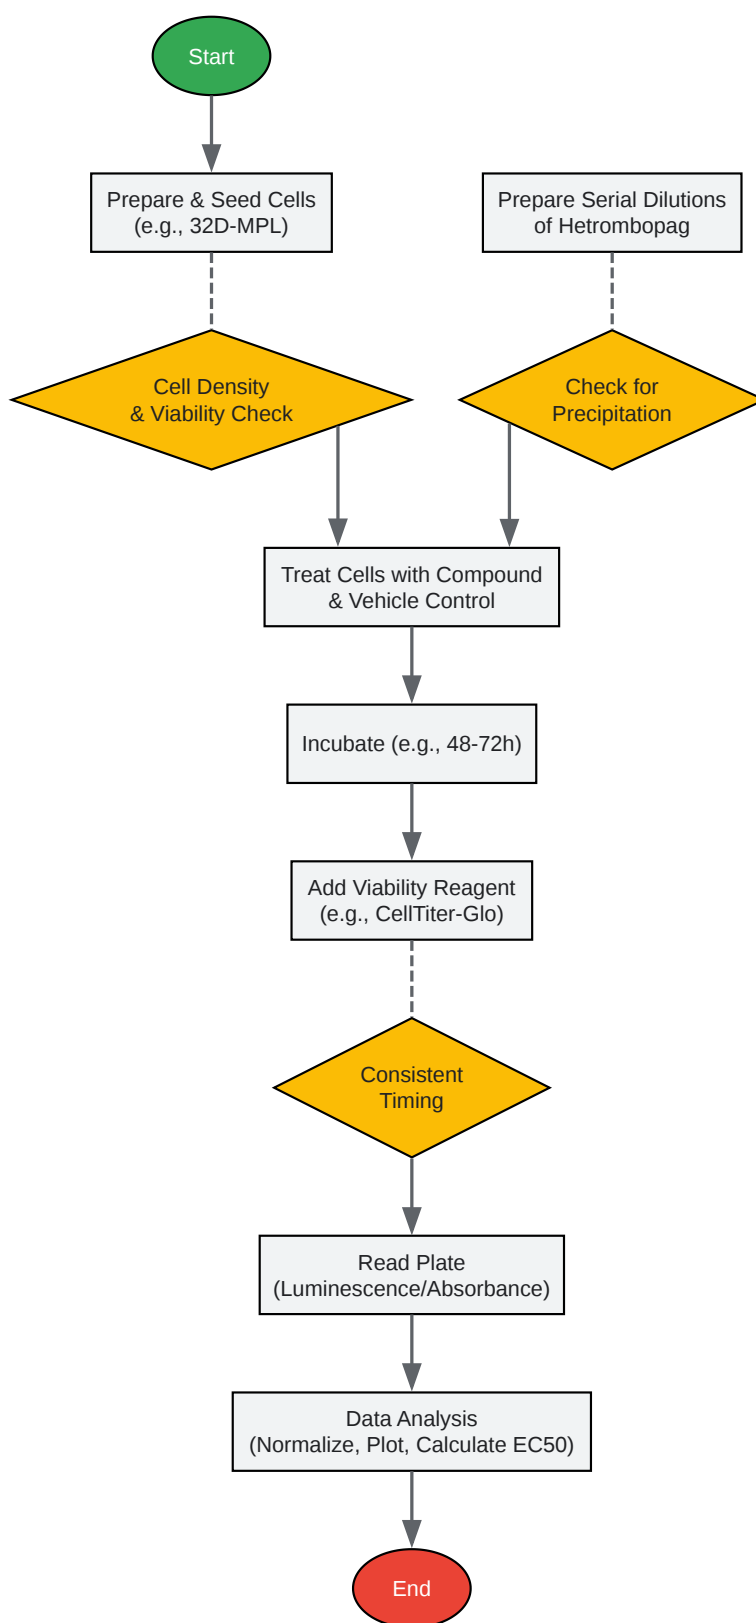 Start
Prepare & Seed Cells
(e.g., 32D-MPL)
Prepare Serial Dilutions
of Hetrombopag
Cell Density
& Viability Check
Check for
Precipitation
Treat Cells with Compound
& Vehicle Control
Incubate (e.g., 48-72h)
Add Viability Reagent
(e.g., CellTiter-Glo)
Consistent
Timing
Read Plate
(Luminescence/Absorbance)
Data Analysis
(Normalize, Plot, Calculate EC50)
End